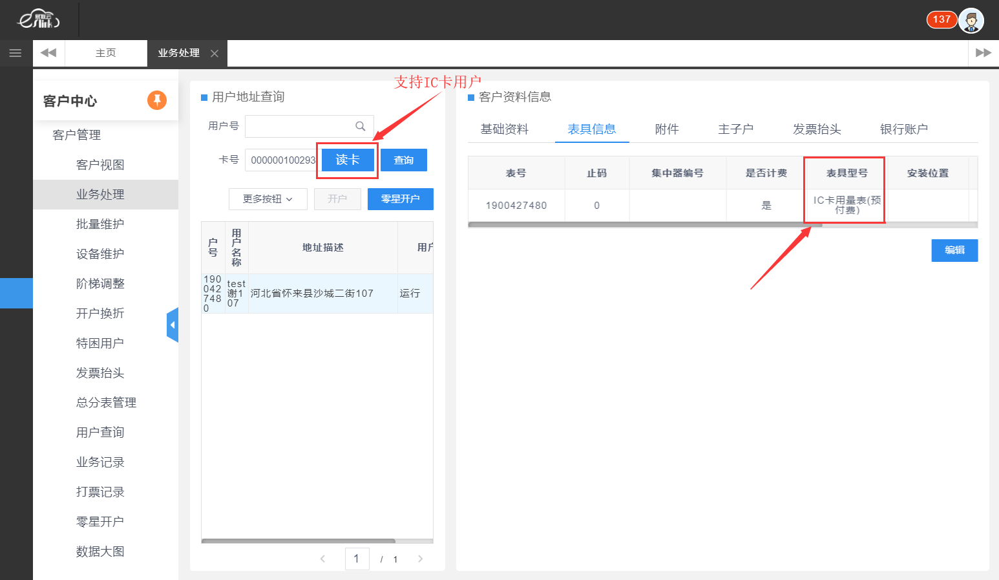 易联云
eslink
137
主页
业务处理
支持IC卡用户
客户中心
客户管理
客户视图
业务处理
批量维护
设备维护
阶梯调整
开户换折
特困用户
发票抬头
总分表管理
用户查询
业务记录
打票记录
零星开户
数据大图
用户地址查询
用户号
卡号 000000100293 读卡 查询
更多按钮 开户 零星开户
户号 用户名称 地址描述 用户
1900427480 test谢107 河北省怀来县沙城二街107 运行
1 / 1
客户资料信息
基础资料 表具信息 附件 主子户 发票抬头 银行账户
表号 止码 集中器编号 是否计费 表具型号 安装位置
1900427480 0 是 IC卡用量表(预付费)
编辑